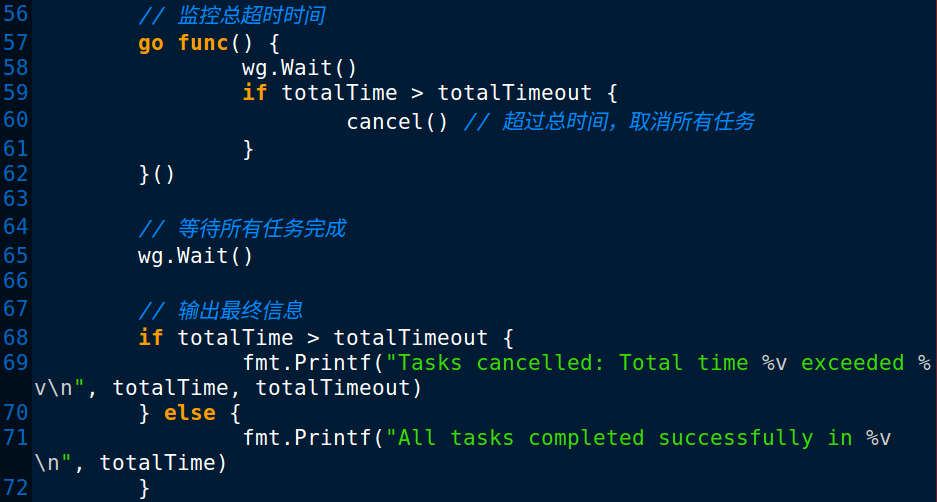 56 // 监控总超时时间
57 go func() {
58 wg.Wait()
59 if totalTime > totalTimeout {
60 cancel() // 超过总时间，取消所有任务
61 }
62 }()
63
64 // 等待所有任务完成
65 wg.Wait()
66
67 // 输出最终信息
68 if totalTime > totalTimeout {
69 fmt.Printf("Tasks cancelled: Total time %v exceeded %
v\n", totalTime, totalTimeout)
70 } else {
71 fmt.Printf("All tasks completed successfully in %v
\n", totalTime)
72 }